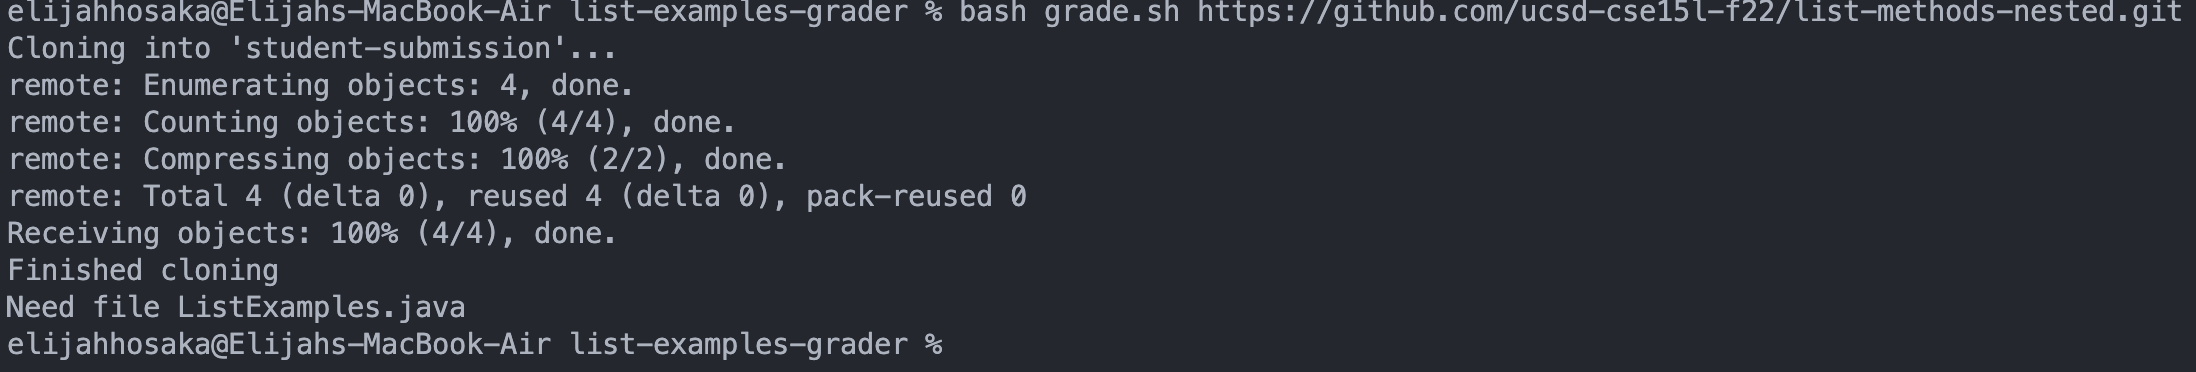 elijahhosaka@Elijahs-MacBook-Air list-examples-grader % bash grade.sh https://github.com/ucsd-cse15l-f22/list-methods-nested.git
Cloning into 'student-submission'...
remote: Enumerating objects: 4, done.
remote: Counting objects: 100% (4/4), done.
remote: Compressing objects: 100% (2/2), done.
remote: Total 4 (delta 0), reused 4 (delta 0), pack-reused 0
Receiving objects: 100% (4/4), done.
Finished cloning
Need file ListExamples.java
elijahhosaka@Elijahs-MacBook-Air list-examples-grader %